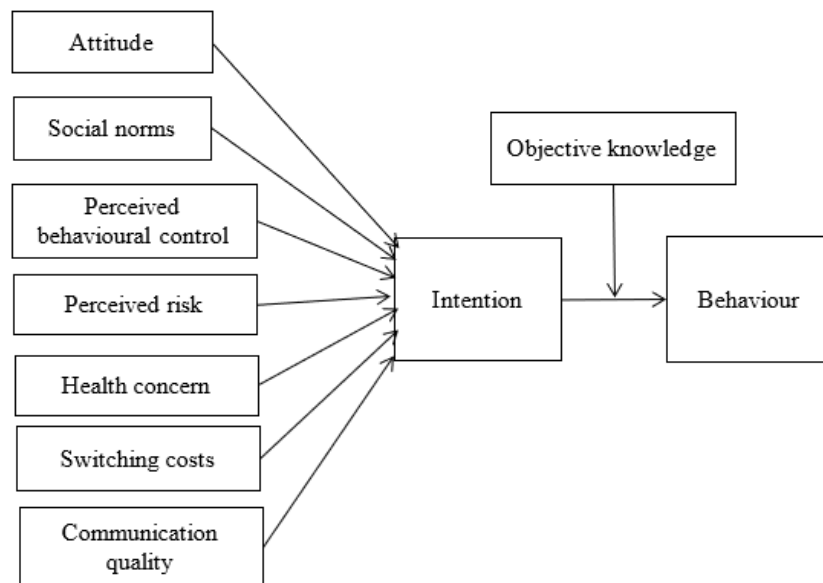 Attitude
Social norms
Perceived
behavioural control
Perceived risk
Health concern
Switching costs
Communication
quality
Intention
Objective knowledge
Behaviour